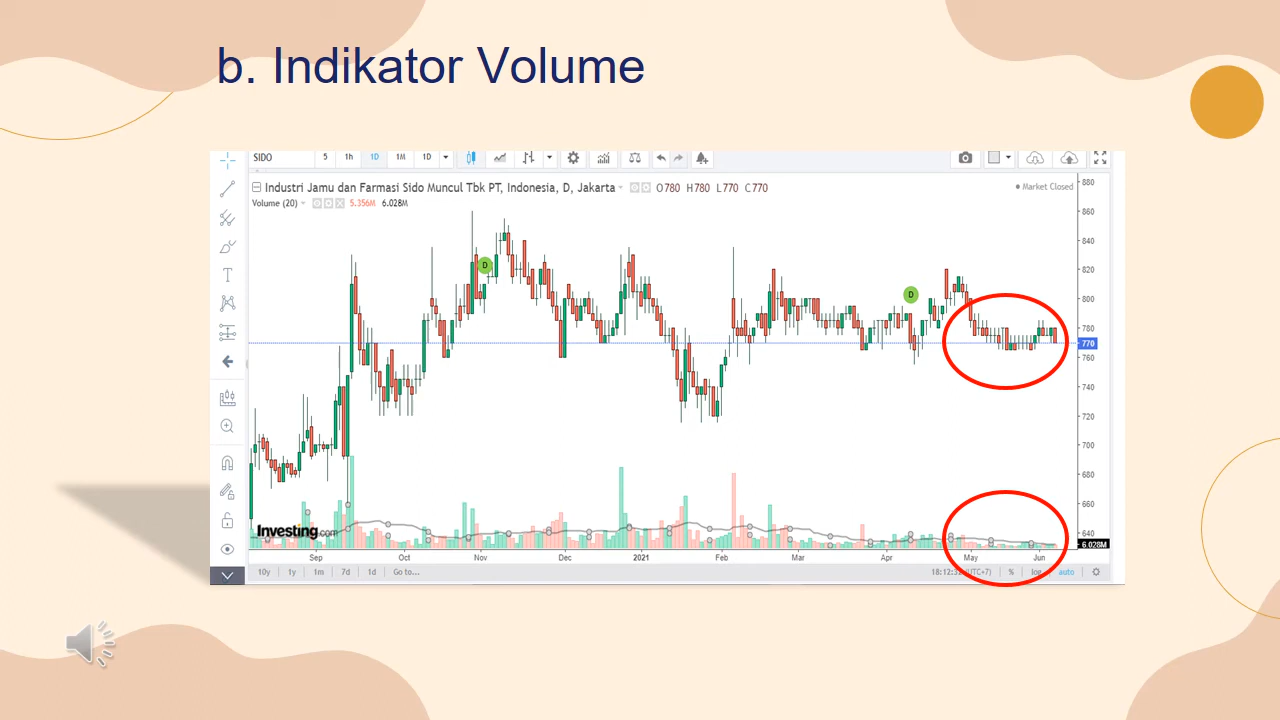 b. Indikator Volume
SIDO 5 1h 1D 1M 1D
Industri Jamu dan Farmasi Sido Muncul Tbk PT, Indonesia, D, Jakarta O780 H780 L770 C770
Market Closed
Volume (20) 5.356M 6.028M
880
860
840
820
800
780
770
760
740
720
700
680
660
640
6.028M
D
D
T
Investing.com
Sep Oct Nov Dec 2021 Feb Mar Apr May Jun
10y 1y 1m 7d 1d Go to... (UTC+7) % log auto